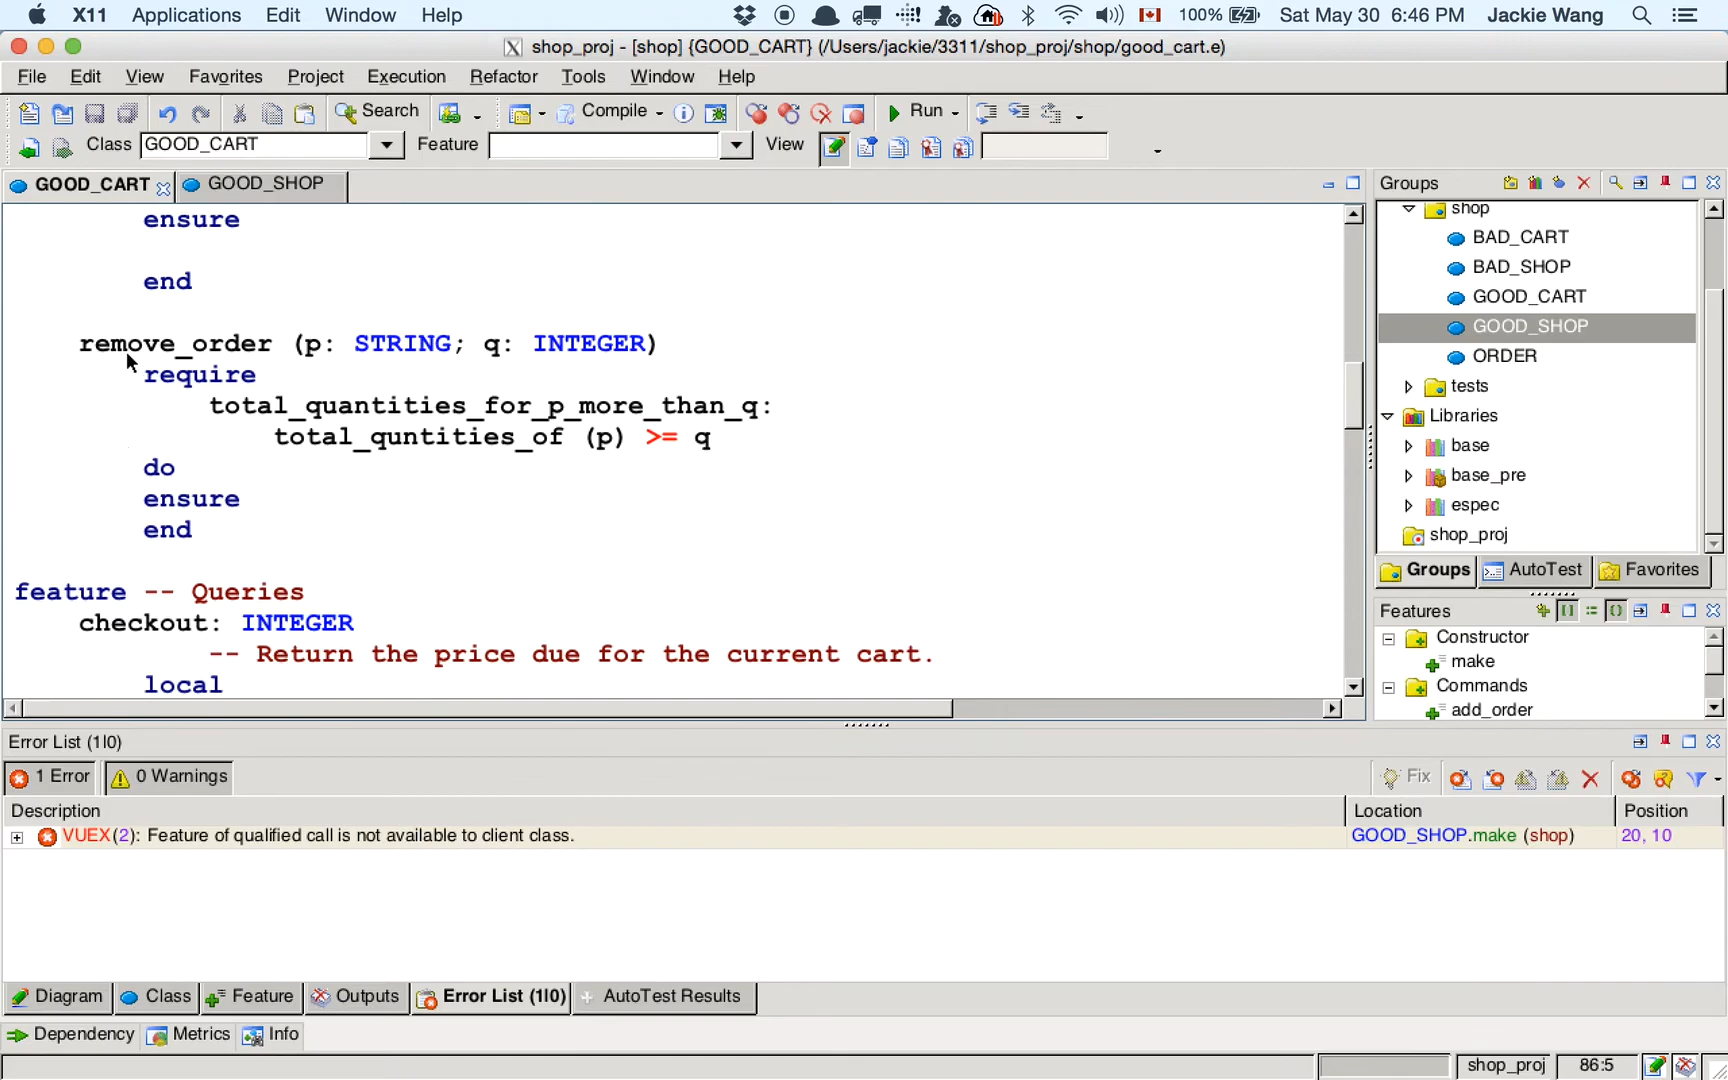 X11 Applications Edit Window Help 100% Sat May 30 6:46 PM Jackie Wang
shop_proj - [shop] {GOOD_CART} (/Users/jackie/3311/shop_proj/shop/good_cart.e)
File Edit View Favorites Project Execution Refactor Tools Window Help
Search Compile Run
Class GOOD_CART Feature View
GOOD_CART GOOD_SHOP
ensure
end
remove_order (p: STRING; q: INTEGER)
require
total_quantities_for_p_more_than_q:
total_quntities_of (p) >= q
do
ensure
end
feature -- Queries
checkout: INTEGER
-- Return the price due for the current cart.
local
Groups
shop
BAD_CART
BAD_SHOP
GOOD_CART
GOOD_SHOP
ORDER
tests
Libraries
base
base_pre
espec
shop_proj
Groups AutoTest Favorites
Features
Constructor
make
Commands
add_order
Error List (1|0)
1 Error 0 Warnings Fix
Description Location Position
VUEX(2): Feature of qualified call is not available to client class. GOOD_SHOP.make (shop) 20, 10
Diagram Class Feature Outputs Error List (1|0) AutoTest Results
Dependency Metrics Info
shop_proj 86:5